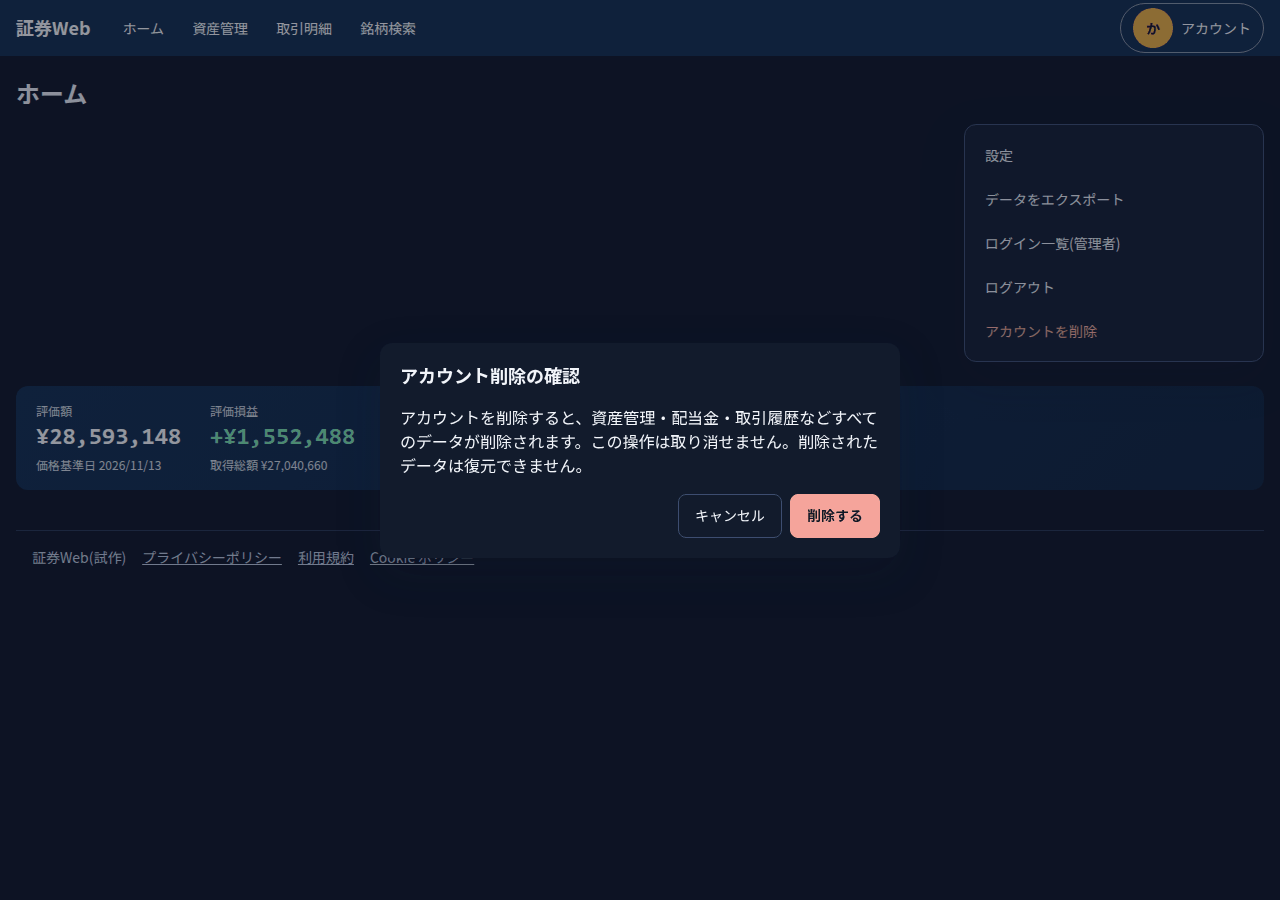 証券Web ホーム 資産管理 取引明細 銘柄検索 か アカウント
ホーム
設定
データをエクスポート
ログイン一覧(管理者)
ログアウト
アカウントを削除
評価額
¥28,593,148
価格基準日 2026/11/13
評価損益
+¥1,552,488
取得総額 ¥27,040,660
アカウント削除の確認
アカウントを削除すると、資産管理・配当金・取引履歴などすべて
のデータが削除されます。この操作は取り消せません。削除された
データは復元できません。
キャンセル 削除する
証券Web(試作) プライバシーポリシー 利用規約 Cookie ポリシー